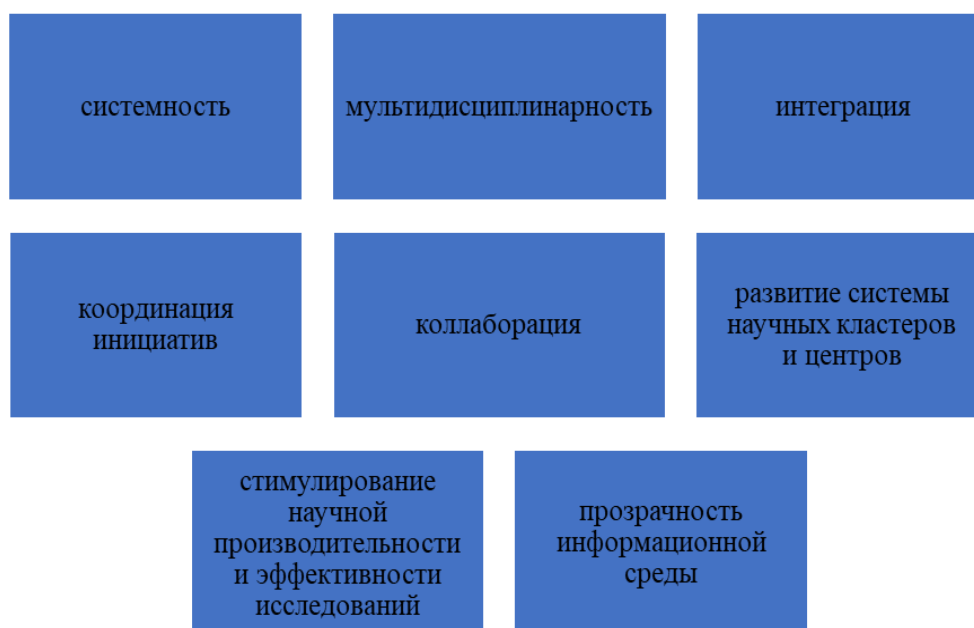 системность
мультидисциплинарность
интеграция
координация
инициатив
коллаборация
развитие системы
научных кластеров
и центров
стимулирование
научной
производительности
и эффективности
исследований
прозрачность
информационной
среды